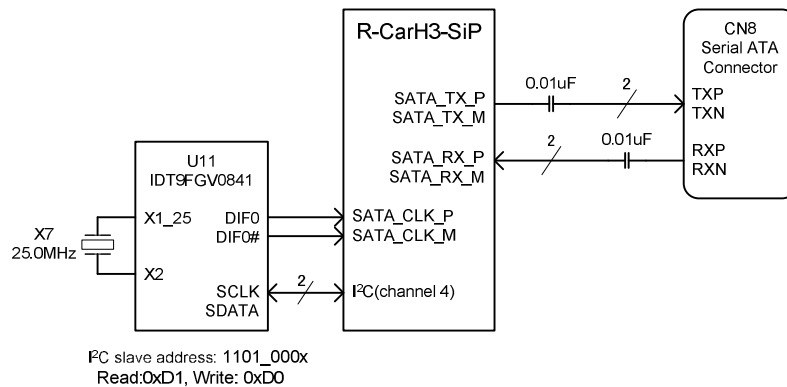 R-CarH3-SiP
CN8
Serial ATA
Connector
SATA_TX_P
SATA_TX_M
0.01uF
2
TXP
TXN
SATA_RX_P
SATA_RX_M
2
0.01uF
RXP
RXN
U11
IDT9FGV0841
X7
25.0MHz
X1_25
X2
DIF0
DIF0#
SATA_CLK_P
SATA_CLK_M
SCLK
SDATA
2
I²C(channel 4)
I²C slave address: 1101_000x
Read:0xD1, Write: 0xD0